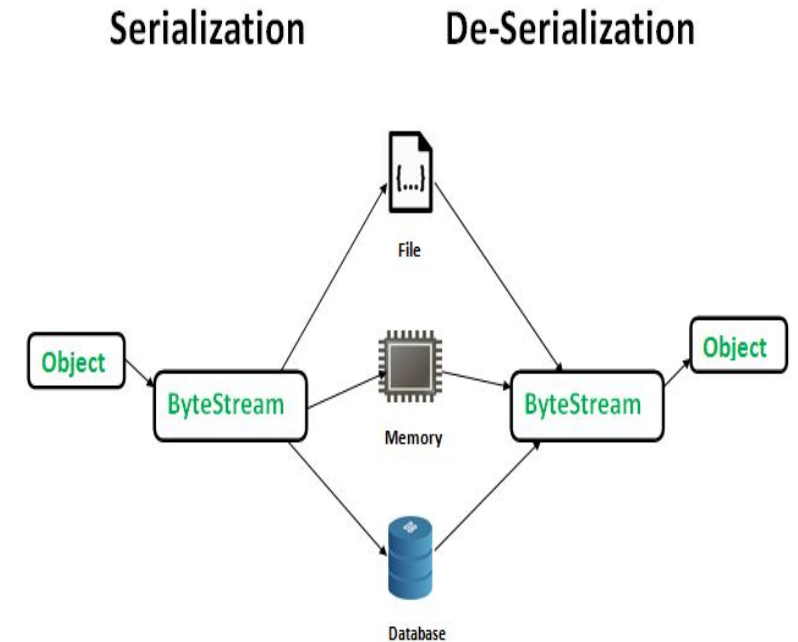 Serialization De-Serialization
{...}
File
Object
Object
ByteStream
ByteStream
Memory
Database